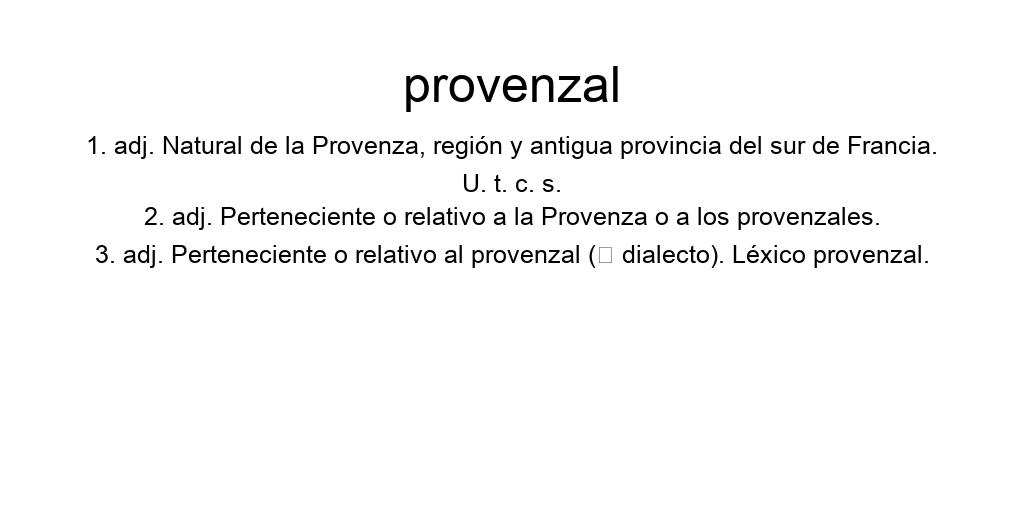 provenzal
1. adj. Natural de la Provenza, región y antigua provincia del sur de Francia.
U. t. c. s.
2. adj. Perteneciente o relativo a la Provenza o a los provenzales.
3. adj. Perteneciente o relativo al provenzal (□ dialecto). Léxico provenzal.